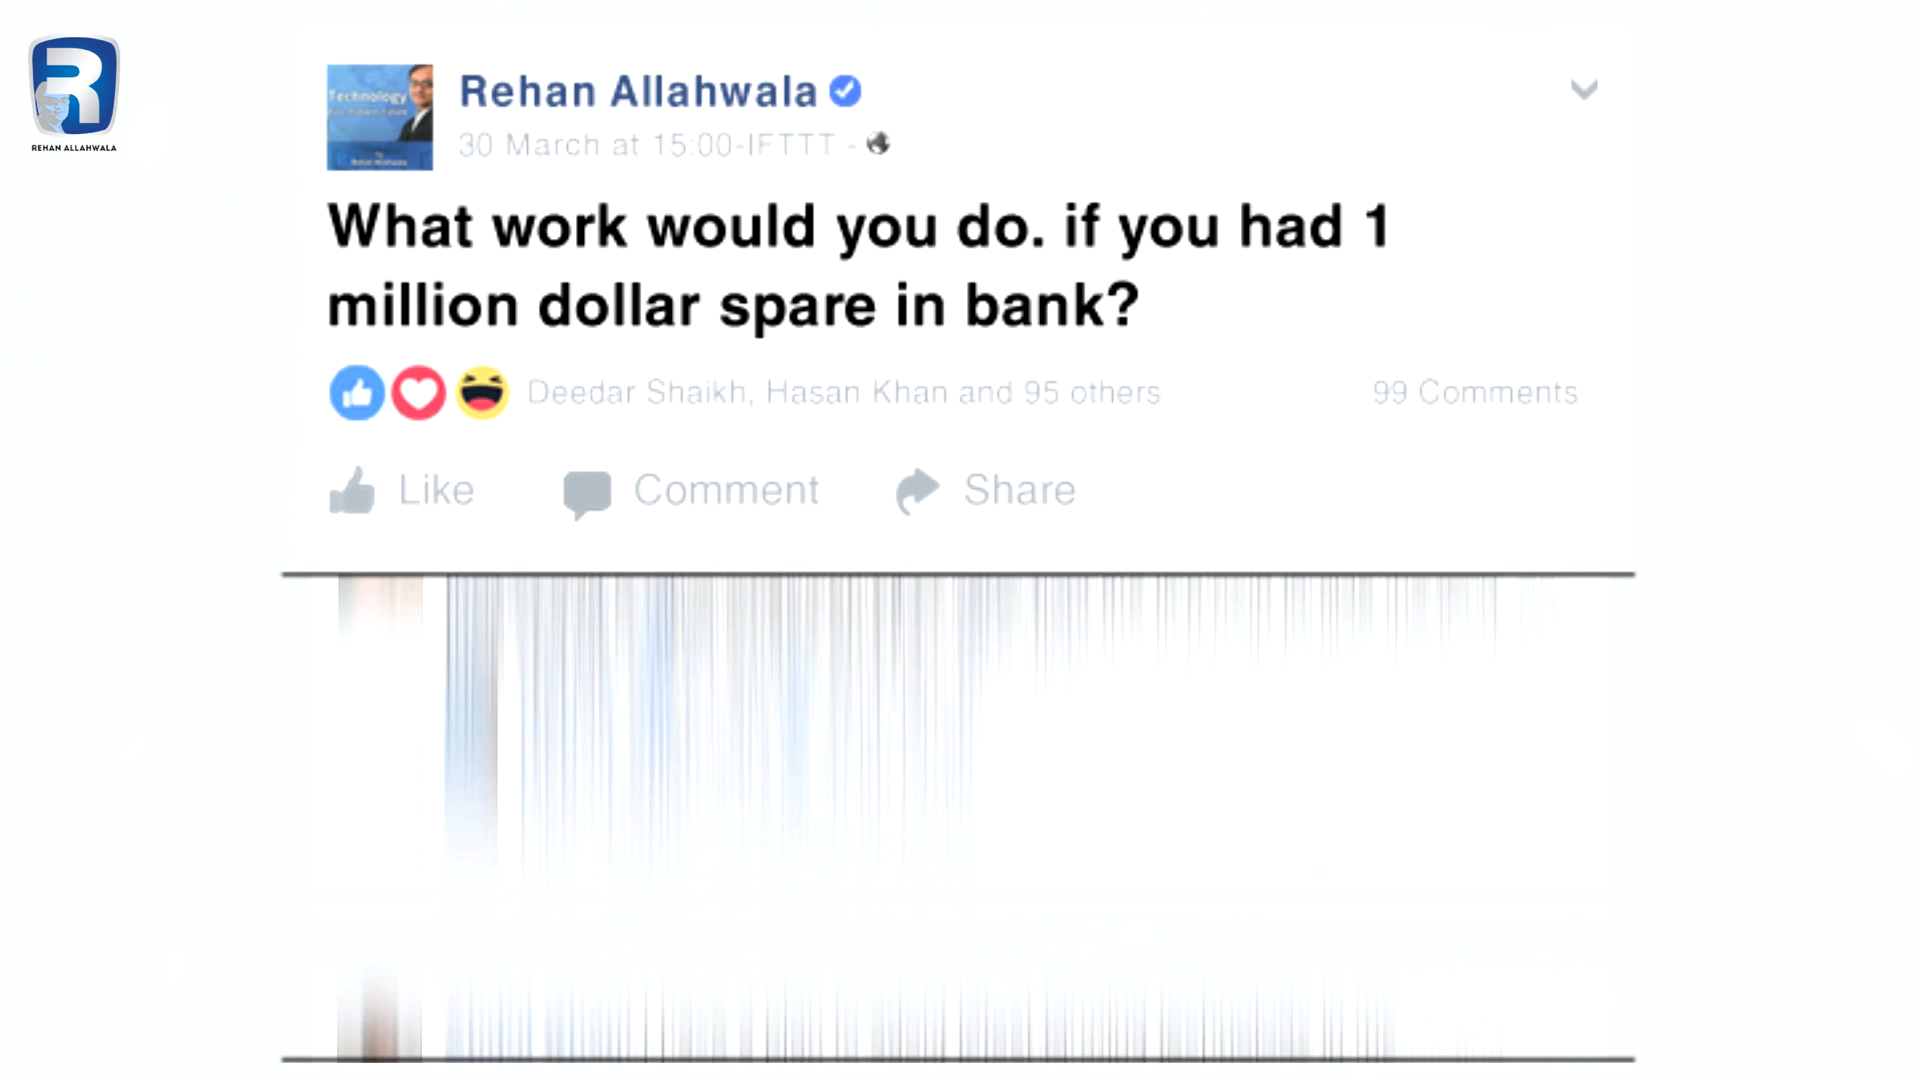 REHAN ALLAHWALA
Technology
Rehan Allahwala
30 March at 15:00-IFTTT -
What work would you do. if you had 1
million dollar spare in bank?
Deedar Shaikh, Hasan Khan and 95 others
99 Comments
Like
Comment
Share